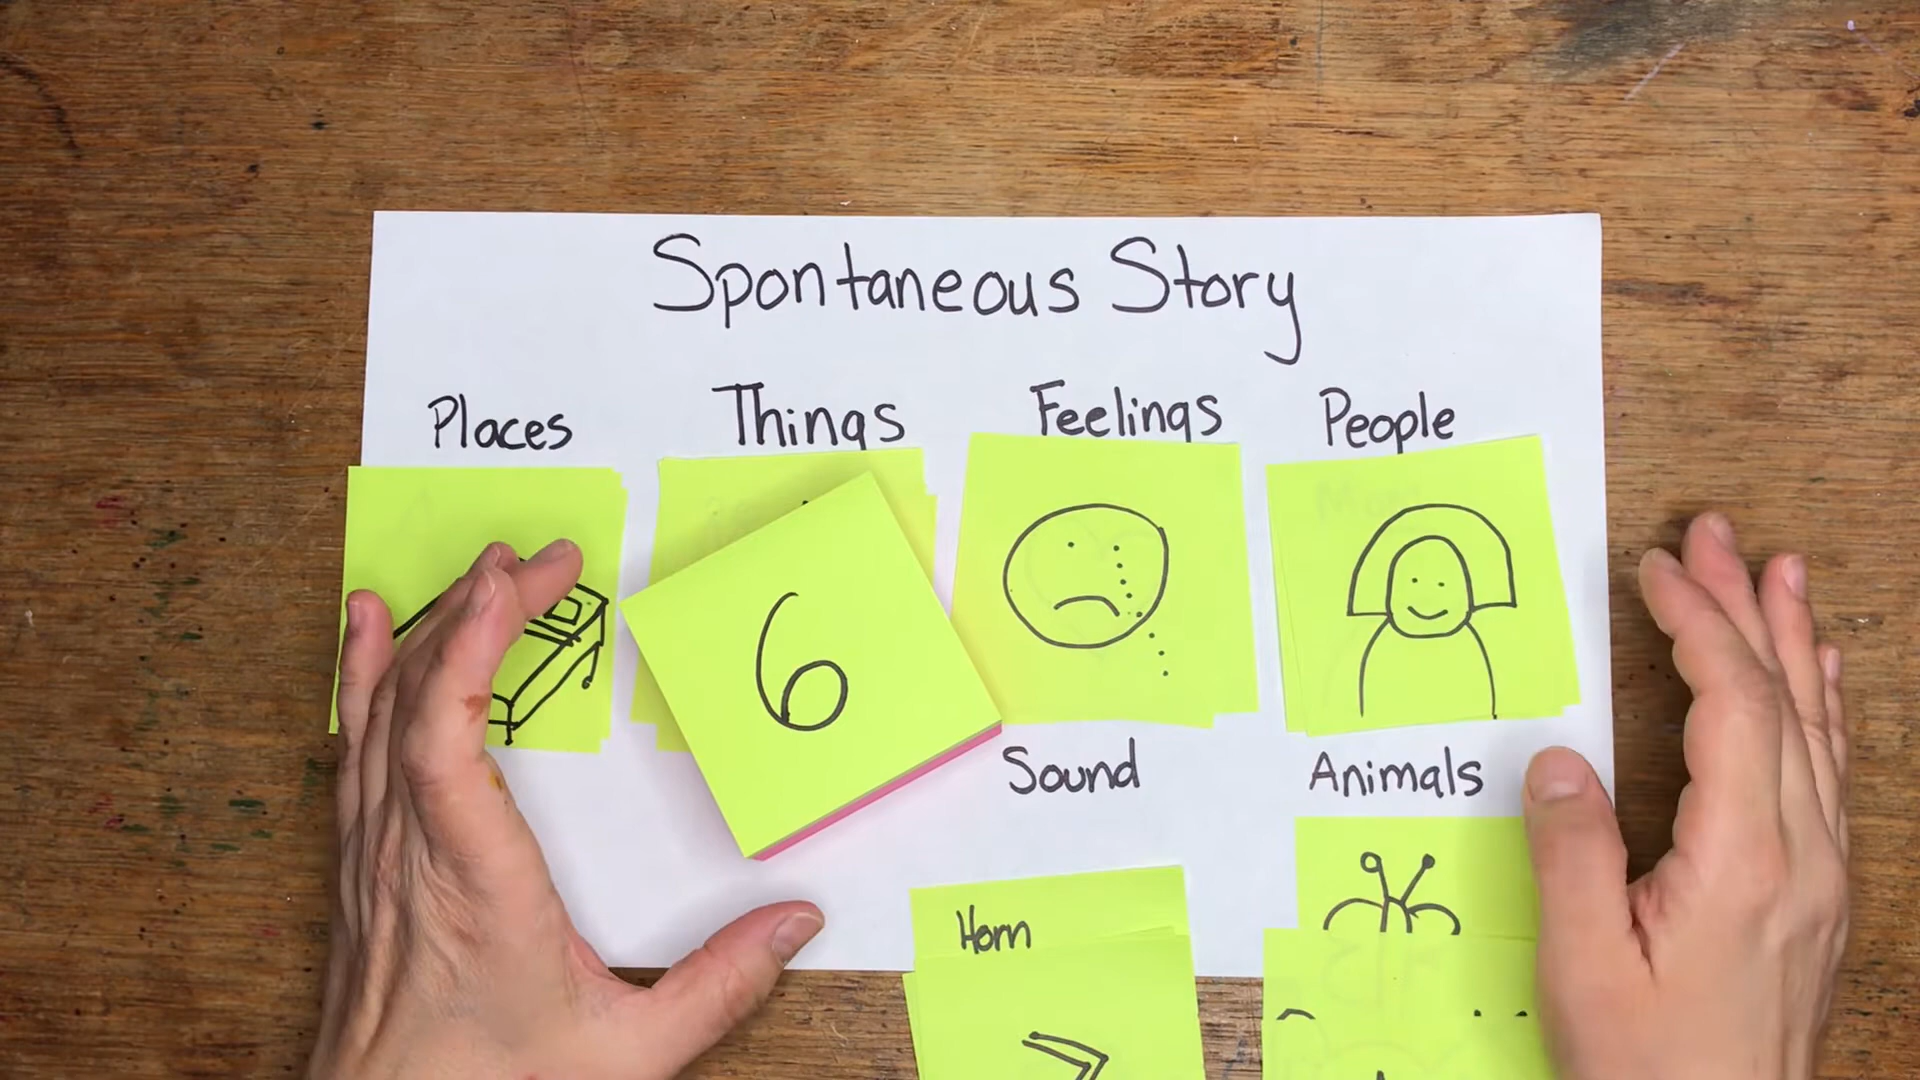 Spontaneous Story
Places Things Feelings People
6
Sound Animals
Horn